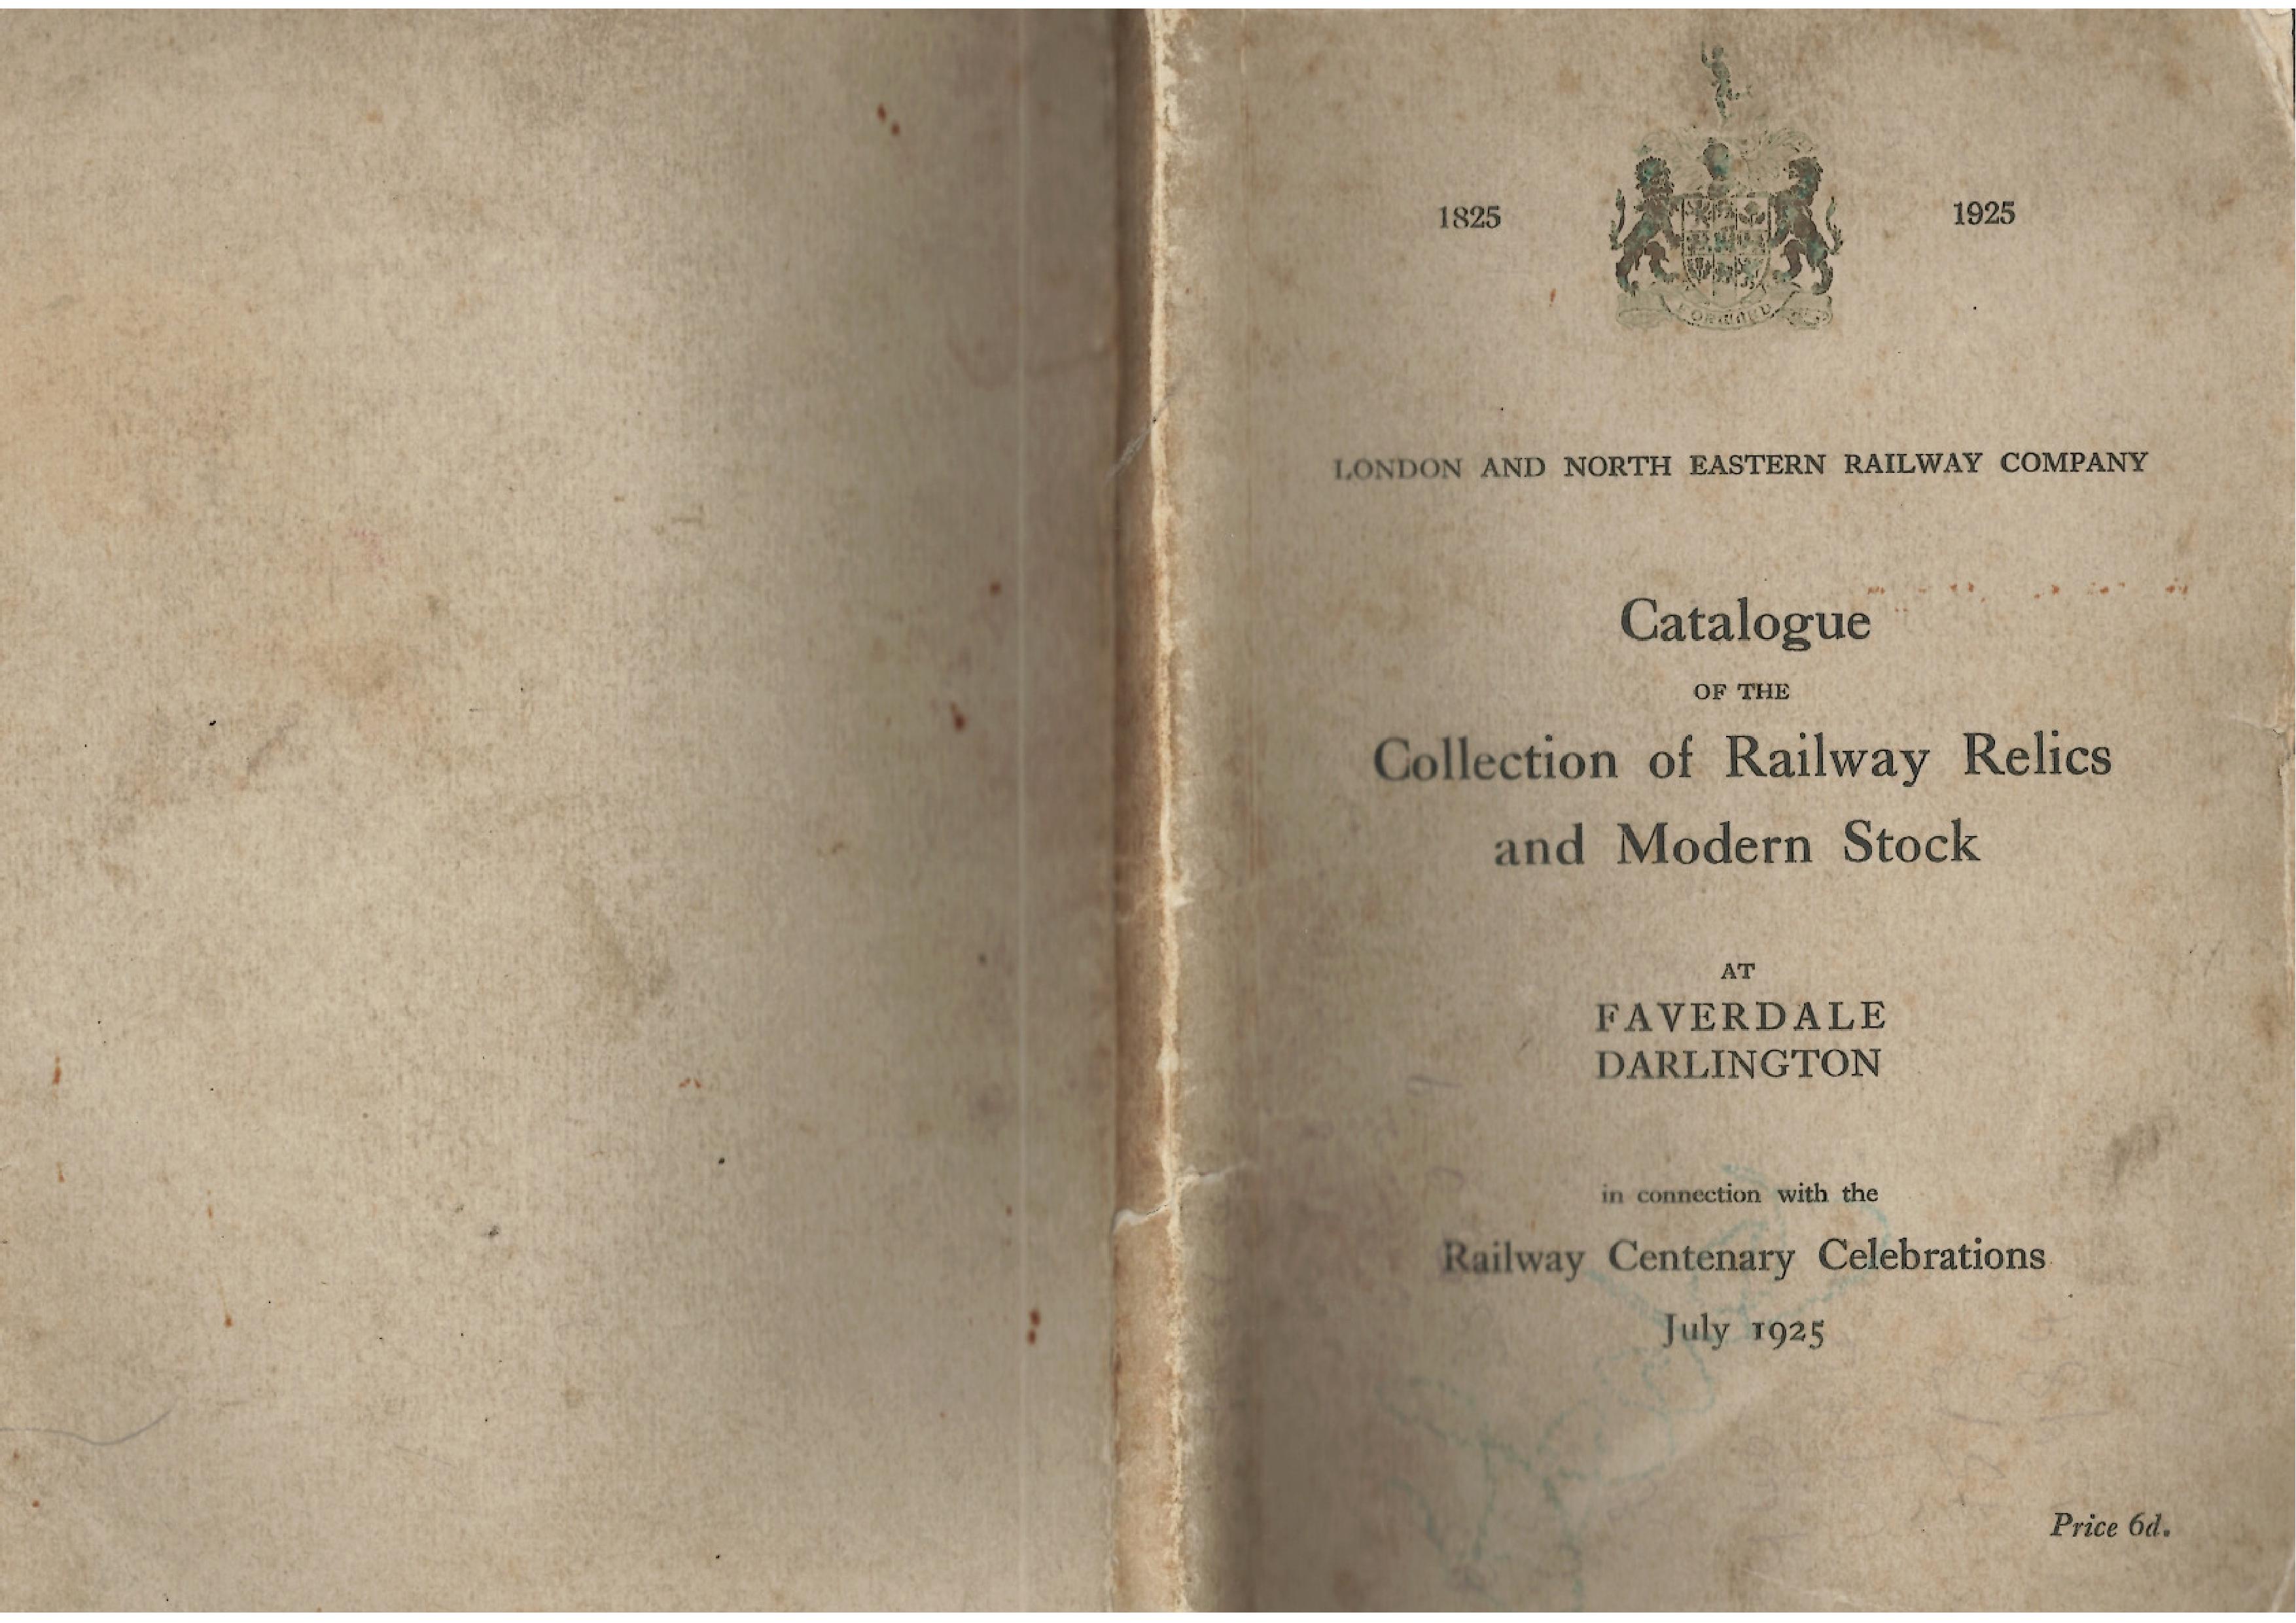 1825
1925
FORWARD
LONDON AND NORTH EASTERN RAILWAY COMPANY
Catalogue
OF THE
Collection of Railway Relics
and Modern Stock
AT
FAVERDALE
DARLINGTON
in connection with the
Railway Centenary Celebrations
July 1925
Price 6d.